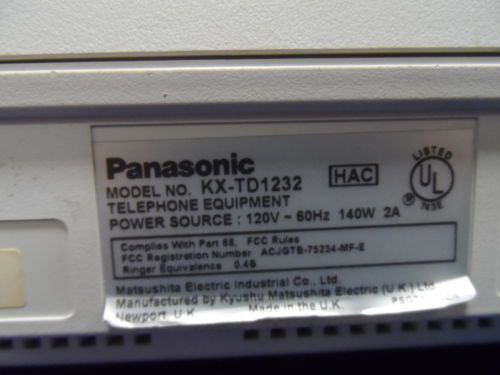 Panasonic
MODEL NO. KX-TD1232
TELEPHONE EQUIPMENT
POWER SOURCE : 120V ~ 60Hz 140W 2A
HAC
LISTED
UL
Complies With Part 68, FCC Rules
FCC Registration Number ACJGTB-75234-MF-E
Ringer Equivalence 0.4B
Matsushita Electric Industrial Co., Ltd.
Manufactured by Kyushu Matsushita Electric (U.K.) Ltd
Newport, U.K Made in the U.K.